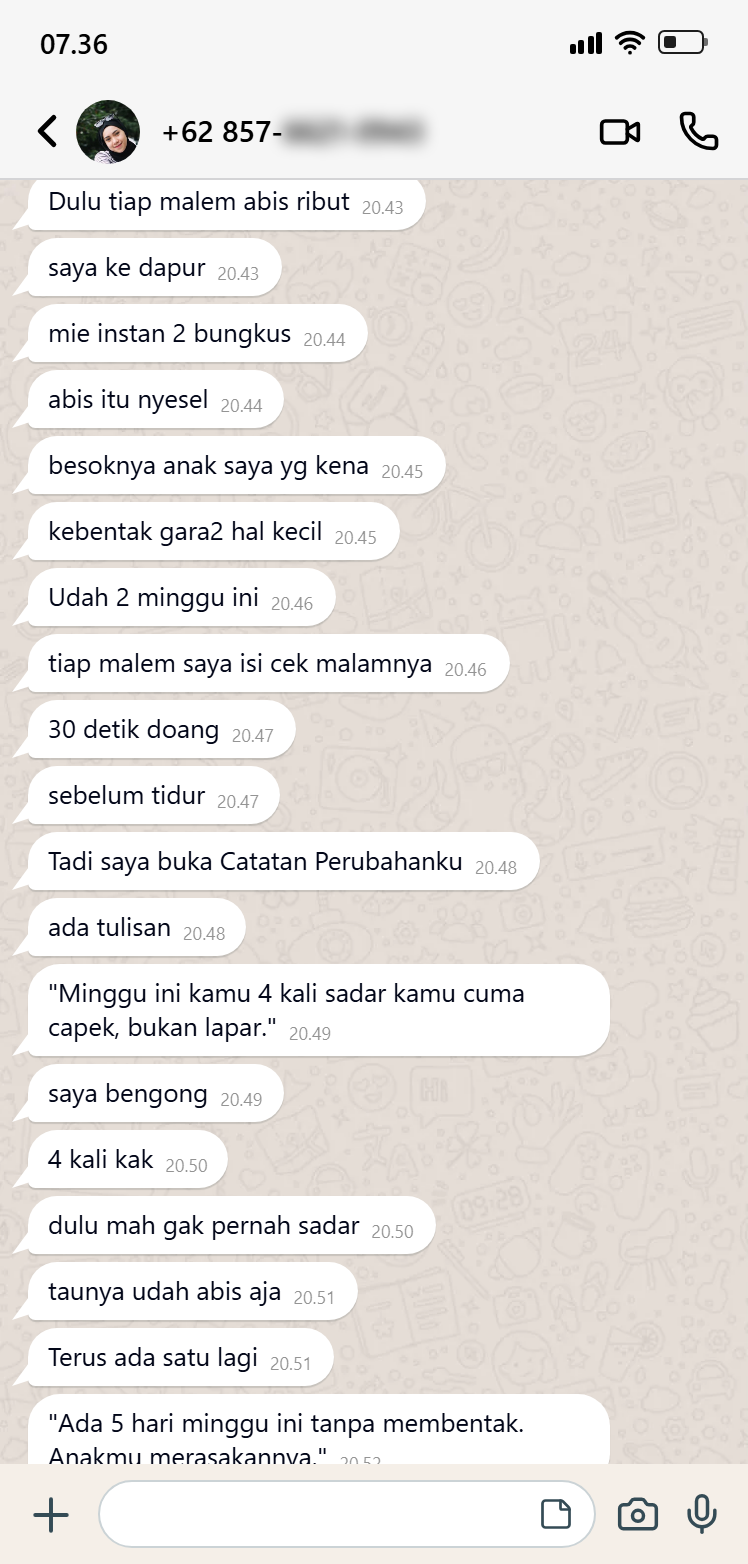 07.36
+62 857-
Dulu tiap malem abis ribut 20.43
saya ke dapur 20.43
mie instan 2 bungkus 20.44
abis itu nyesel 20.44
besoknya anak saya yg kena 20.45
kebentak gara2 hal kecil 20.45
Udah 2 minggu ini 20.46
tiap malem saya isi cek malamnya 20.46
30 detik doang 20.47
sebelum tidur 20.47
Tadi saya buka Catatan Perubahanku 20.48
ada tulisan 20.48
"Minggu ini kamu 4 kali sadar kamu cuma
capek, bukan lapar." 20.49
saya bengong 20.49
4 kali kak 20.50
dulu mah gak pernah sadar 20.50
taunya udah abis aja 20.51
Terus ada satu lagi 20.51
"Ada 5 hari minggu ini tanpa membentak.
Anakmu merasakannya." 20.52